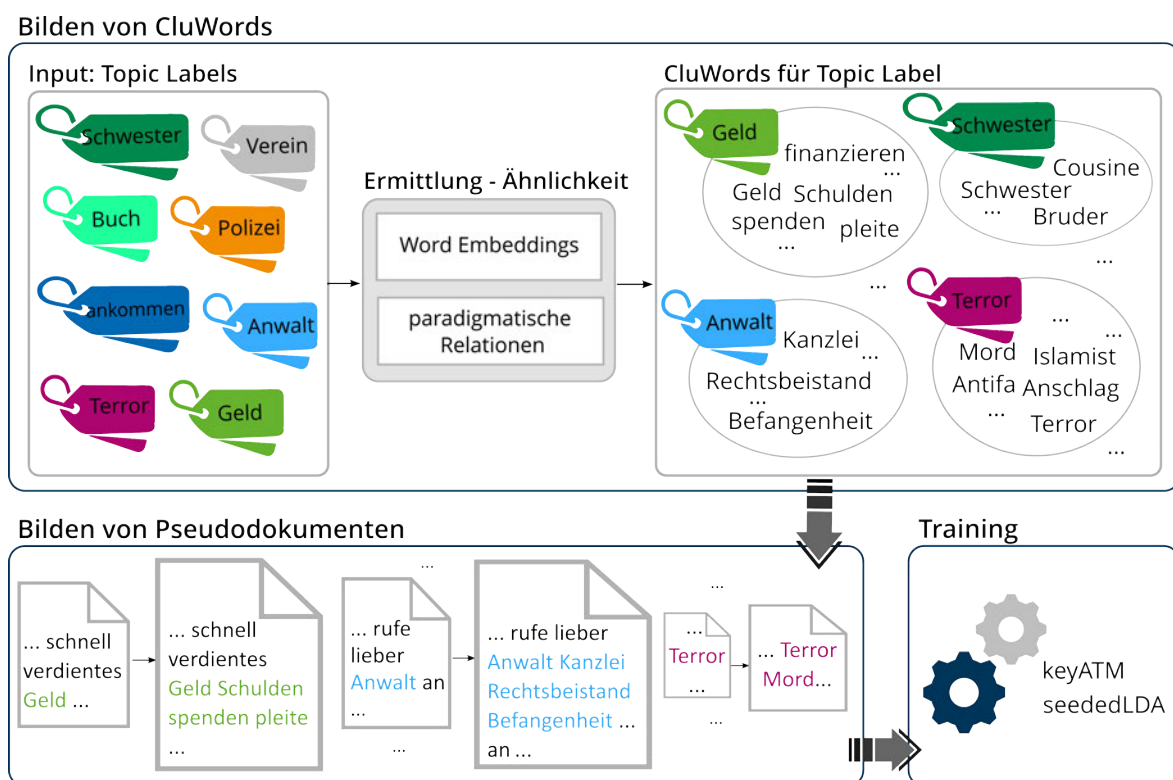 Bilden von CluWords
Input: Topic Labels
Schwester
Verein
Buch
Polizei
ankommen
Anwalt
Terror
Geld
Ermittlung - Ähnlichkeit
Word Embeddings
paradigmatische
Relationen
CluWords für Topic Label
Geld
finanzieren
...
Geld
Schulden
spenden
pleite
...
Schwester
Cousine
Schwester
...
Bruder
...
...
Anwalt
Kanzlei
...
Rechtsbeistand
...
Befangenheit
Terror
...
...
Mord
Islamist
Antifa
Anschlag
...
Terror
...
Bilden von Pseudodokumenten
... schnell
verdientes
Geld ...
... schnell
verdientes
Geld Schulden
spenden pleite
...
...
... rufe
lieber
Anwalt an
...
...
... rufe lieber
Anwalt Kanzlei
Rechtsbeistand
Befangenheit ...
an ...
...
...
Terror
...
...
... Terror
Mord...
Training
keyATM
seededLDA